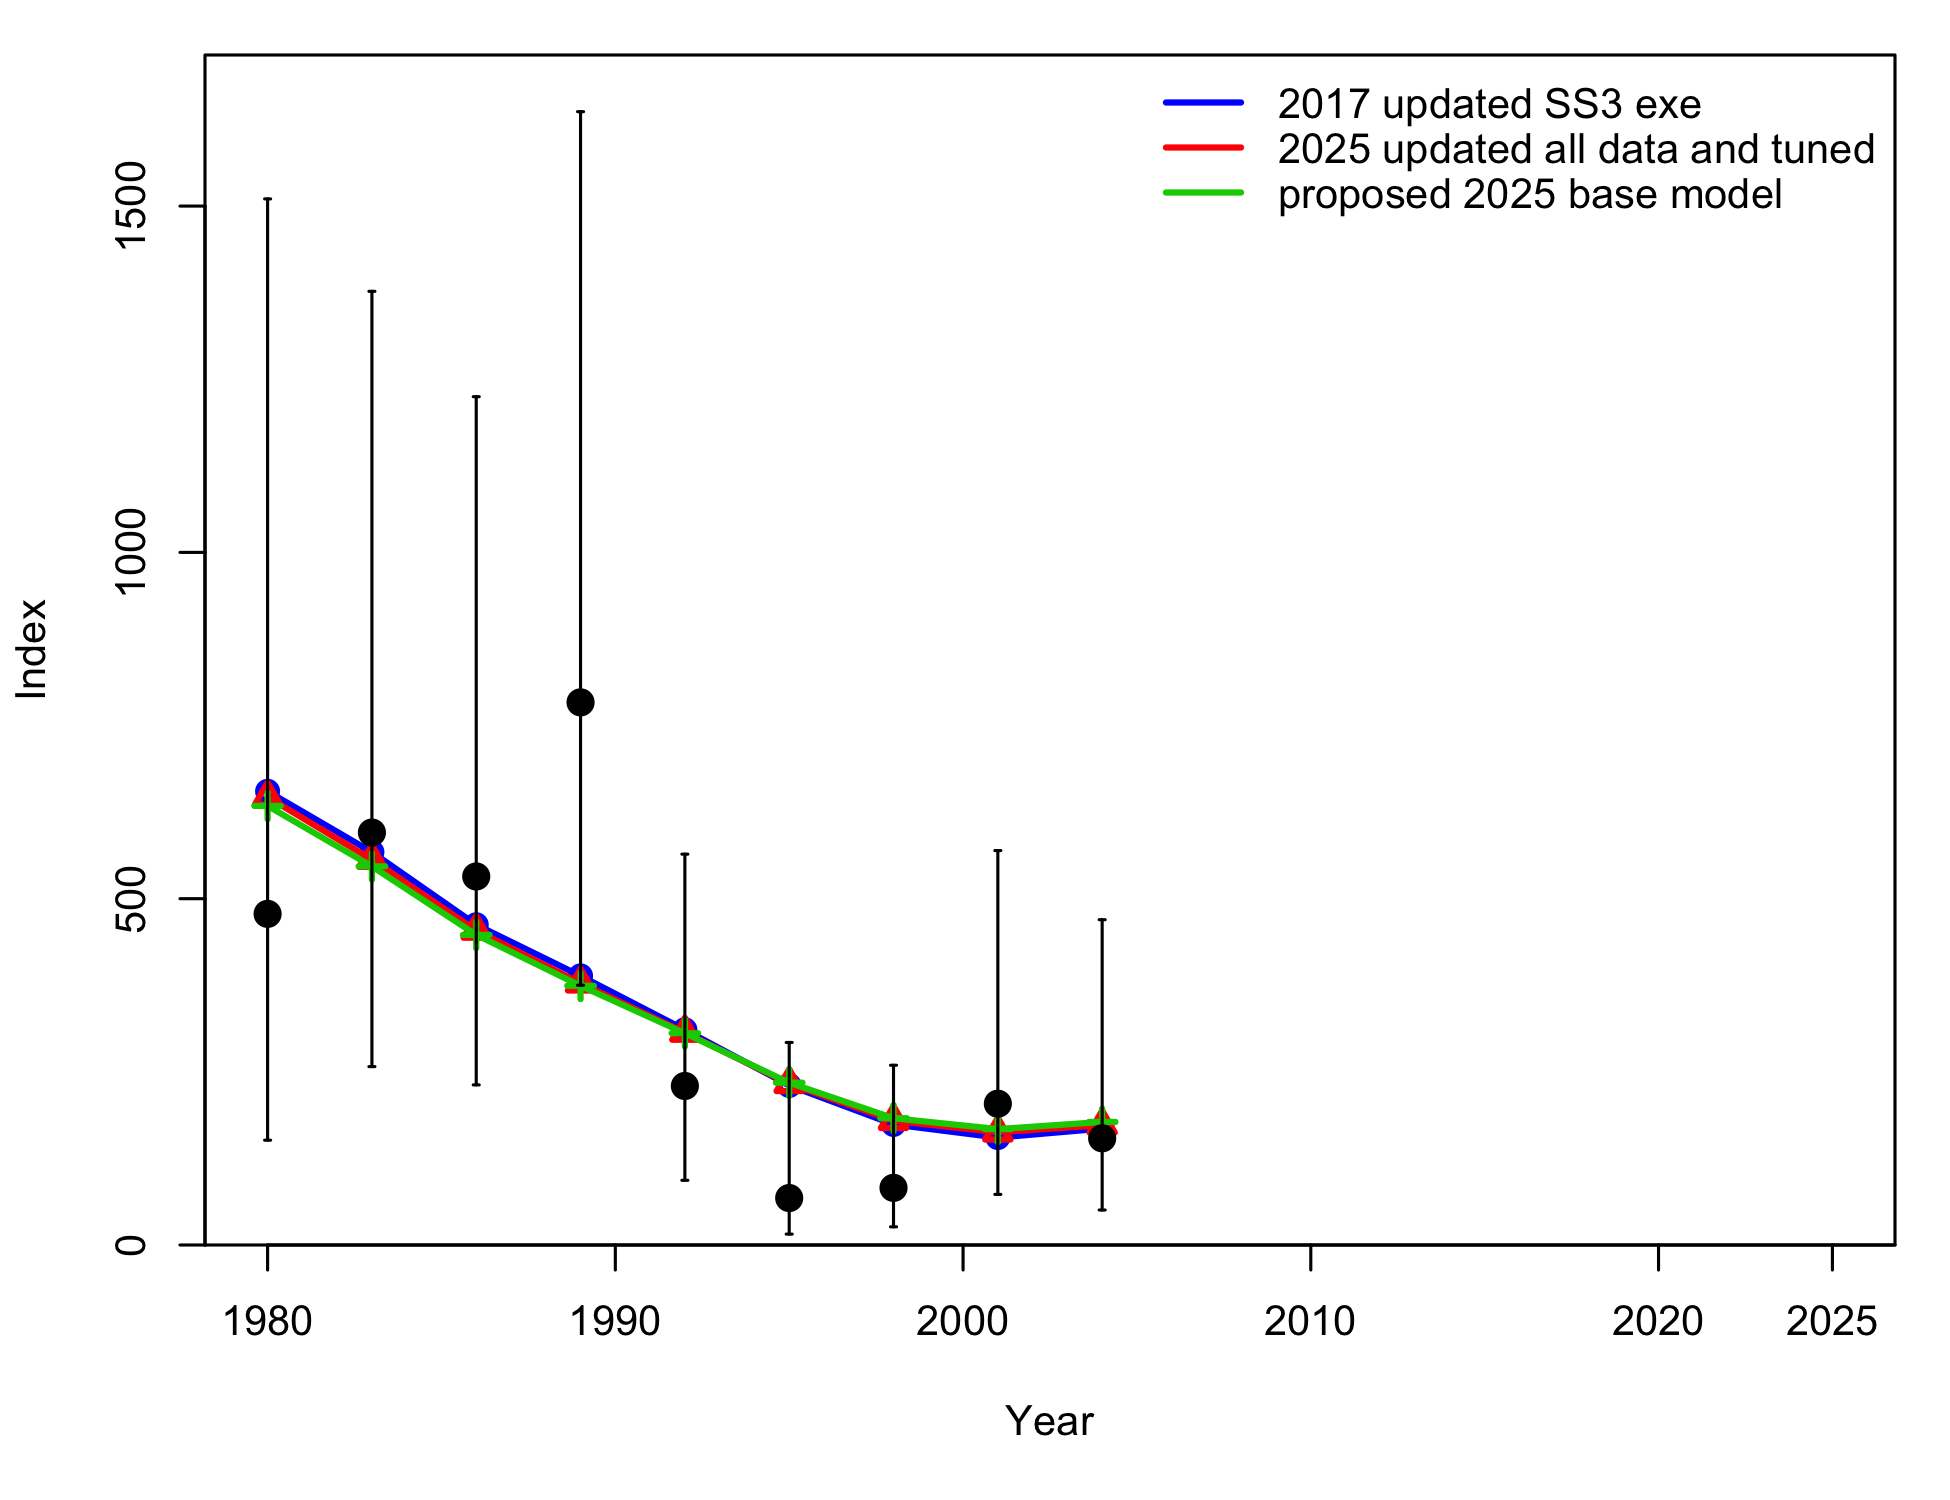 2017 updated SS3 exe
2025 updated all data and tuned
proposed 2025 base model
1500
1000
500
0
Index
1980 1990 2000 2010 2020 2025
Year